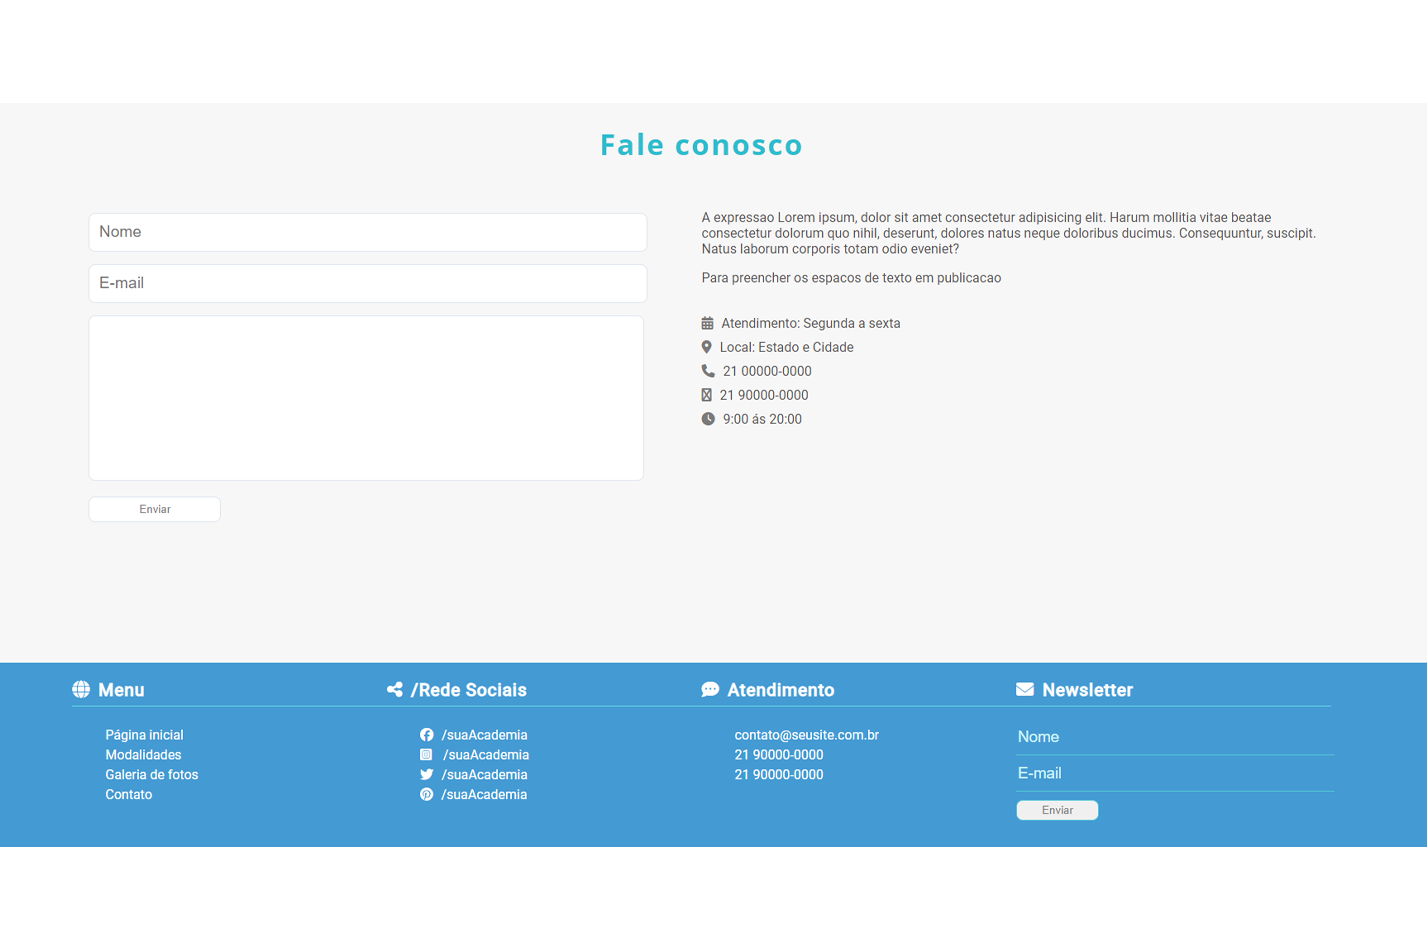 Fale conosco
Nome
E-mail
Enviar
A expressao Lorem ipsum, dolor sit amet consectetur adipisicing elit. Harum mollitia vitae beatae
consectetur dolorum quo nihil, deserunt, dolores natus neque doloribus ducimus. Consequuntur, suscipit.
Natus laborum corporis totam odio eveniet?
Para preencher os espacos de texto em publicacao
Atendimento: Segunda a sexta
Local: Estado e Cidade
21 00000-0000
21 90000-0000
9:00 ás 20:00
Menu
Página inicial
Modalidades
Galeria de fotos
Contato
/Rede Sociais
/suaAcademia
/suaAcademia
/suaAcademia
/suaAcademia
Atendimento
contato@seusite.com.br
21 90000-0000
21 90000-0000
Newsletter
Nome
E-mail
Enviar